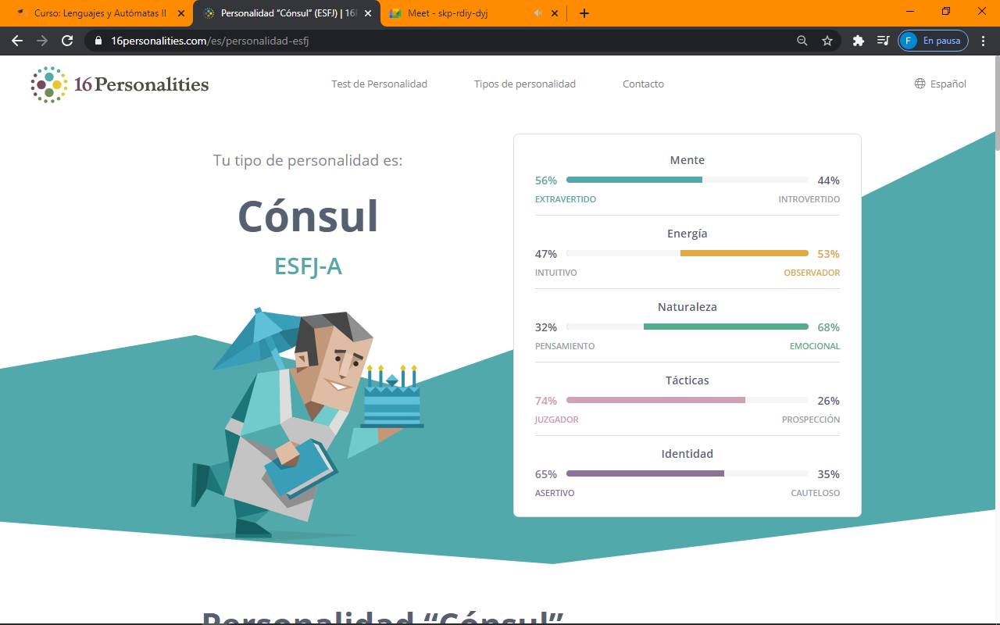 Curso: Lenguajes y Autómatas II
Personalidad “Cónsul” (ESFJ) | 16
Meet - skp-rdiy-dyj
16personalities.com/es/personalidad-esfj
F
En pausa
16Personalities
Test de Personalidad
Tipos de personalidad
Contacto
Español
Tu tipo de personalidad es:
Cónsul
ESFJ-A
Mente
56% 44%
EXTRAVERTIDO INTROVERTIDO
Energía
47% 53%
INTUITIVO OBSERVADOR
Naturaleza
32% 68%
PENSAMIENTO EMOCIONAL
Tácticas
74% 26%
JUZGADOR PROSPECCIÓN
Identidad
65% 35%
ASERTIVO CAUTELOSO
Personalidad “Cónsul”